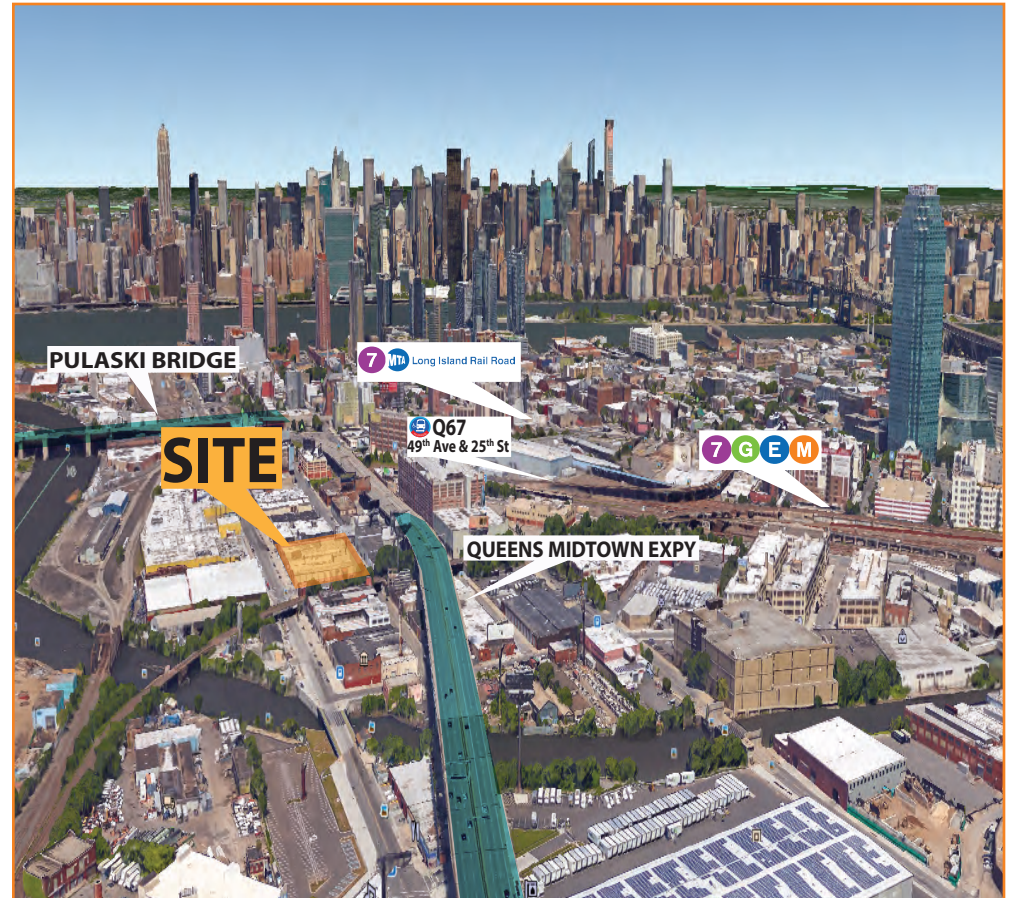 PULASKI BRIDGE
7 MTA Long Island Rail Road
SITE
Q67
49th Ave & 25th St
7 G E M
QUEENS MIDTOWN EXPY